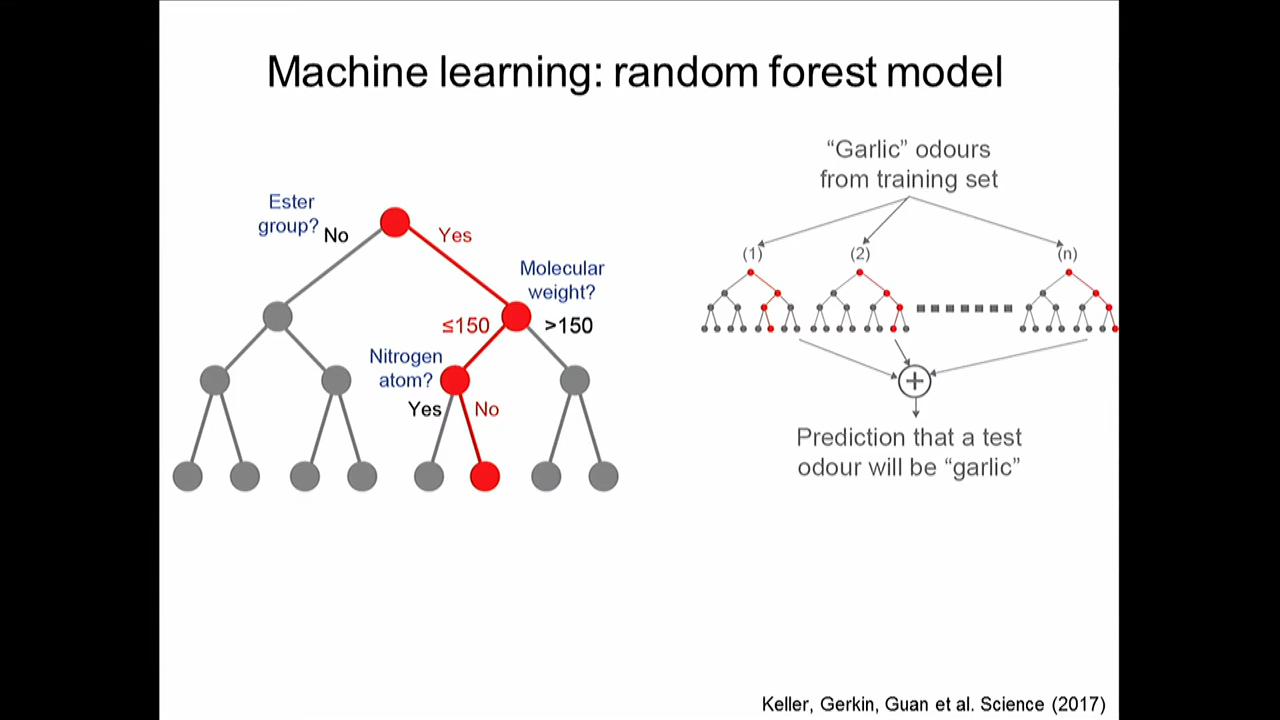 Machine learning: random forest model
Ester
group?
No
Yes
Molecular
weight?
≤150
>150
Nitrogen
atom?
Yes
No
“Garlic” odours
from training set
(1)
(2)
(n)
+
Prediction that a test
odour will be “garlic”
Keller, Gerkin, Guan et al. Science (2017)